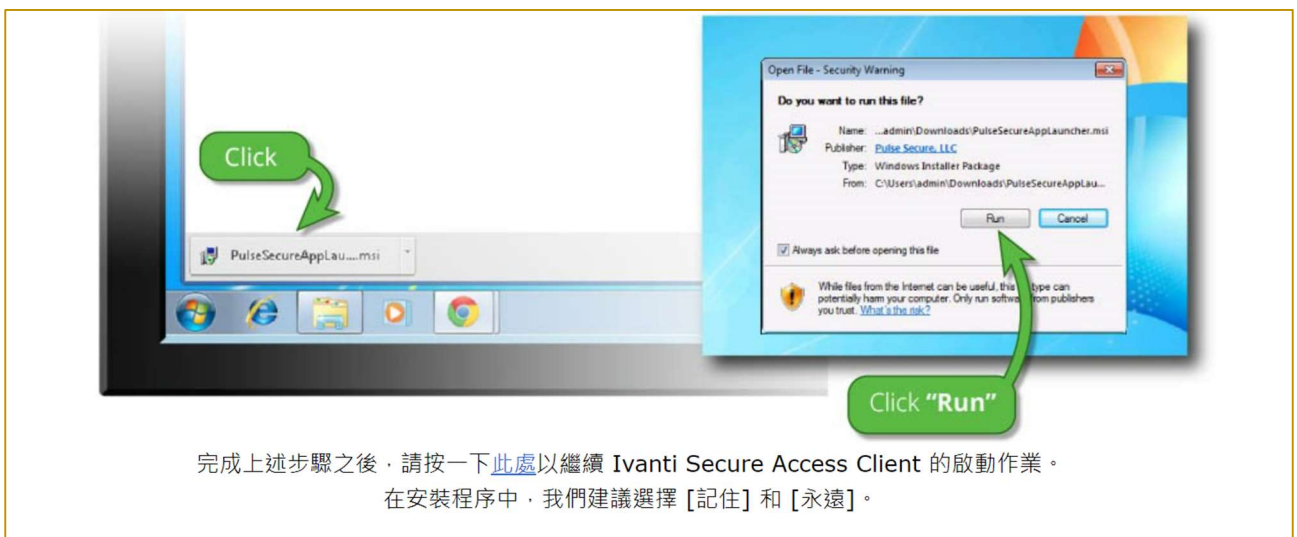 Click
PulseSecureAppLau....msi
Open File - Security Warning
Do you want to run this file?
Name: ...admin\Downloads\PulseSecureAppLauncher.msi
Publisher: Pulse Secure, LLC
Type: Windows Installer Package
From: C:\Users\admin\Downloads\PulseSecureAppLau...
Run Cancel
Always ask before opening this file
While files from the Internet can be useful, this type can
potentially harm your computer. Only run software from publishers
you trust. What's the risk?
Click “Run”
完成上述步驟之後，請按一下此處以繼續 Ivanti Secure Access Client 的啟動作業。
在安裝程序中，我們建議選擇 [記住] 和 [永遠]。